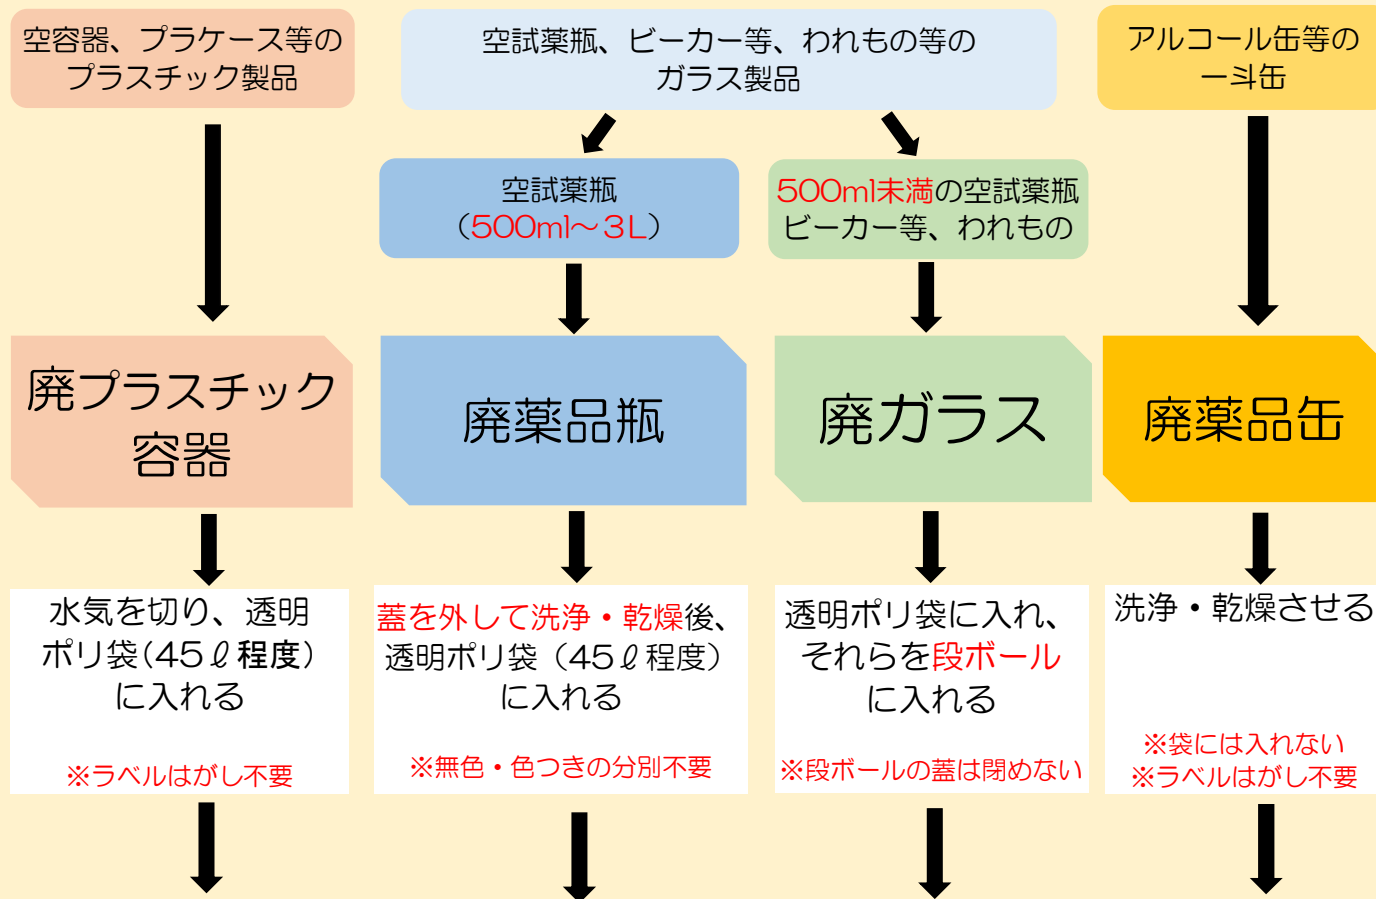 空容器、プラケース等の
プラスチック製品
空試薬瓶、ビーカー等、われもの等の
ガラス製品
アルコール缶等の
一斗缶
空試薬瓶
（500ml～３L）
500ml未満の空試薬瓶
ビーカー等、われもの
廃プラスチック
容器
廃薬品瓶
廃ガラス
廃薬品缶
水気を切り、透明
ポリ袋（45ℓ程度）
に入れる
※ラベルはがし不要
蓋を外して洗浄・乾燥後、
透明ポリ袋（45ℓ程度）
に入れる
※無色・色つきの分別不要
透明ポリ袋に入れ、
それらを段ボール
に入れる
※段ボールの蓋は閉めない
洗浄・乾燥させる
※袋には入れない
※ラベルはがし不要